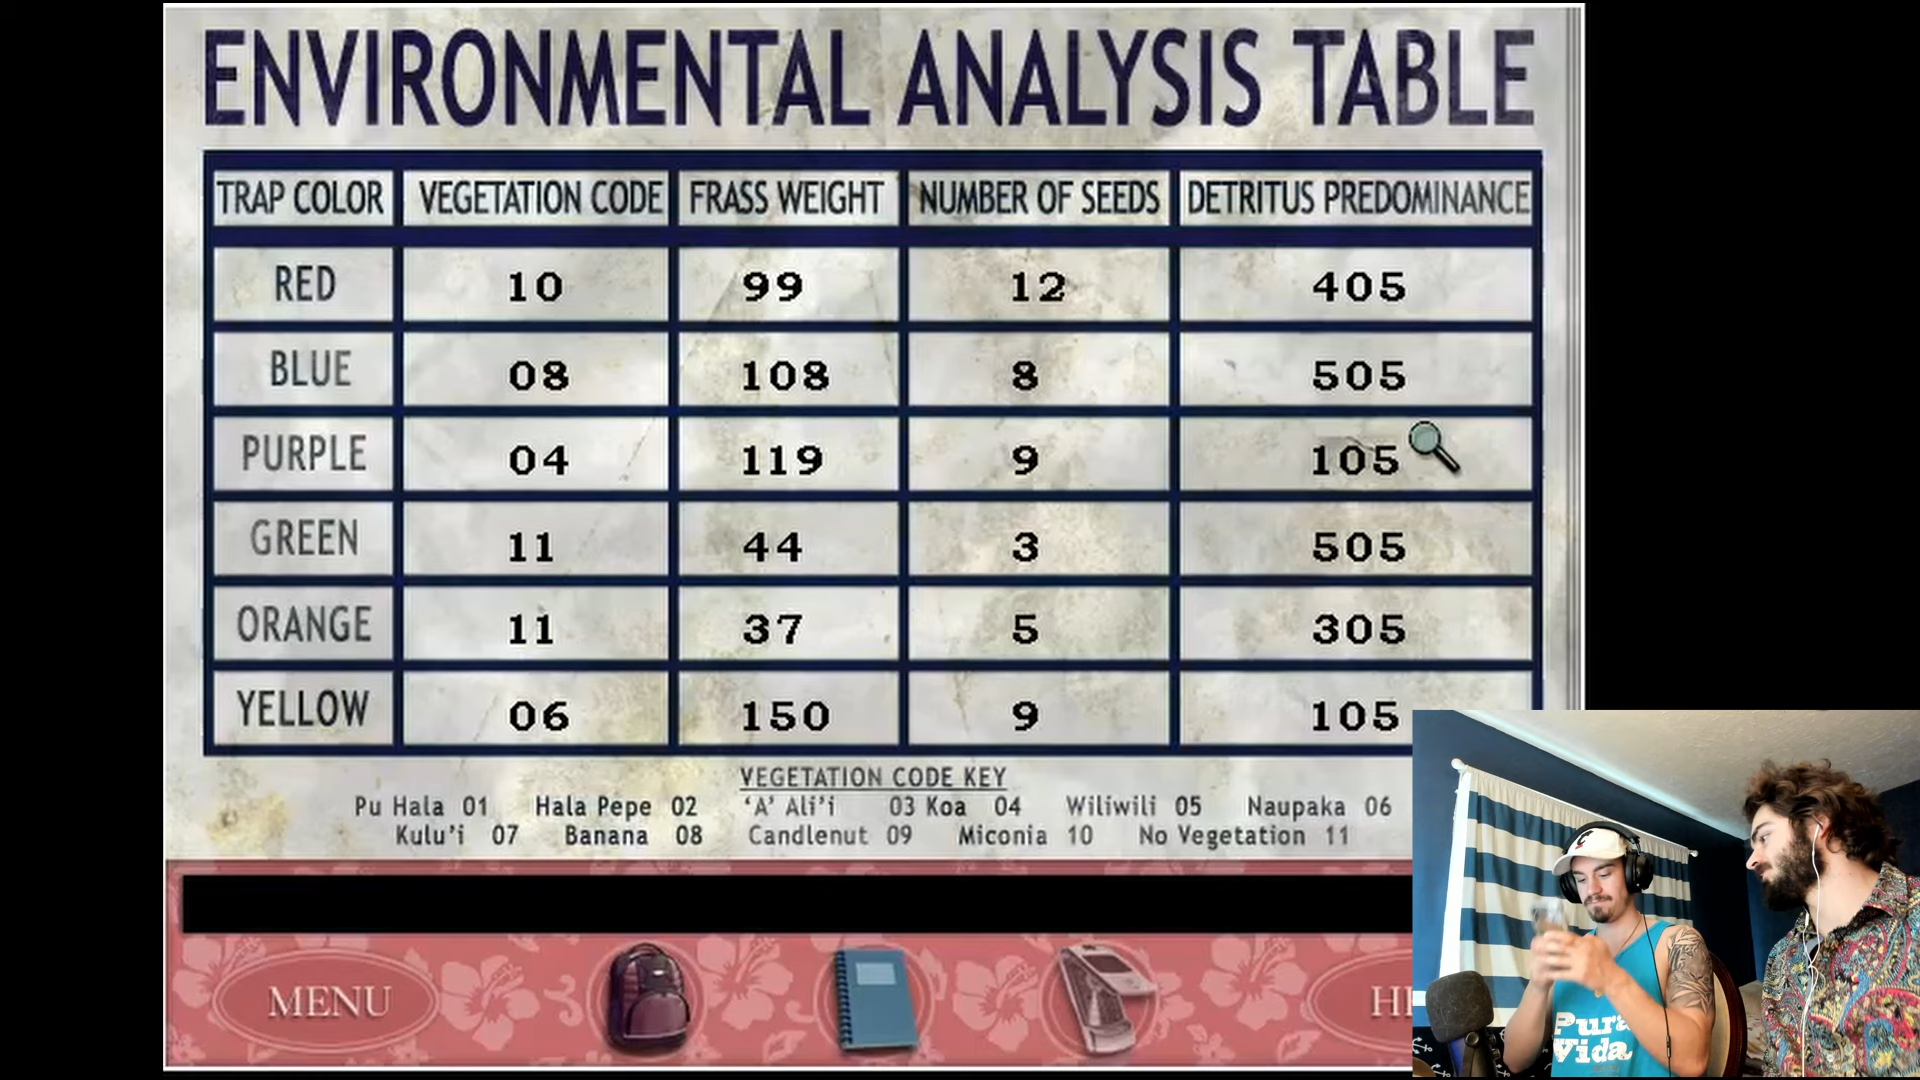 ENVIRONMENTAL ANALYSIS TABLE
TRAP COLOR VEGETATION CODE FRASS WEIGHT NUMBER OF SEEDS DETRITUS PREDOMINANCE
RED 10 99 12 405
BLUE 08 108 8 505
PURPLE 04 119 9 105
GREEN 11 44 3 505
ORANGE 11 37 5 305
YELLOW 06 150 9 105
VEGETATION CODE KEY
Pu Hala 01 Hala Pepe 02 'A' Ali'i 03 Koa 04 Wiliwili 05 Naupaka 06
Kulu'i 07 Banana 08 Candlenut 09 Miconia 10 No Vegetation 11
MENU
Pura
Vida